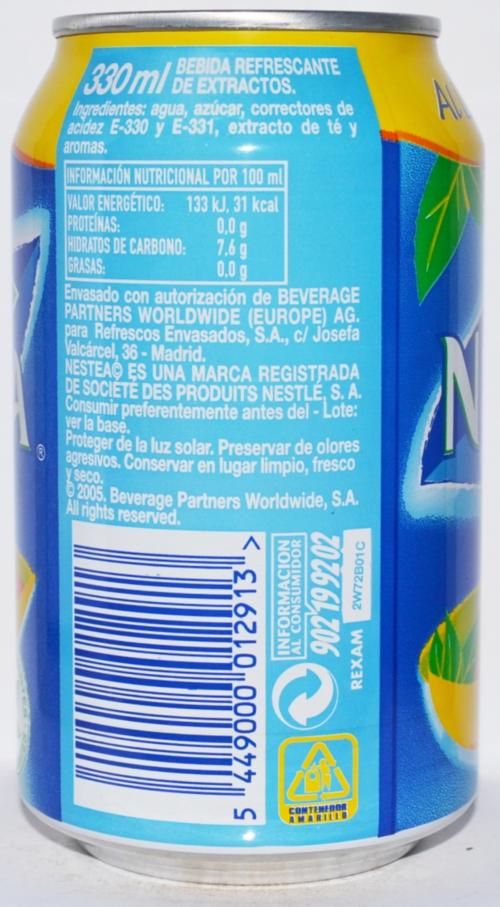 330 ml BEBIDA REFRESCANTE
DE EXTRACTOS.
Ingredientes: agua, azúcar, correctores de
acidez E-330 y E-331, extracto de té y
aromas.
INFORMACIÓN NUTRICIONAL POR 100 ml
VALOR ENERGÉTICO: 133 kJ, 31 kcal
PROTEÍNAS: 0,0 g
HIDRATOS DE CARBONO: 7,6 g
GRASAS: 0,0 g
Envasado con autorización de BEVERAGE
PARTNERS WORLDWIDE (EUROPE) AG.
para Refrescos Envasados, S.A., c/ Josefa
Valcárcel, 36 - Madrid.
NESTEA© ES UNA MARCA REGISTRADA
DE SOCIÉTÉ DES PRODUITS NESTLÉ, S. A.
Consumir preferentemente antes del - Lote:
ver la base.
Proteger de la luz solar. Preservar de olores
agresivos. Conservar en lugar limpio, fresco
y seco.
© 2005. Beverage Partners Worldwide, S.A.
All rights reserved.
5 449000 012913 >
INFORMACION
AL CONSUMIDOR
902 19 92 02
REXAM 2W72B01C
CONTENEDOR
AMARILLO
A
®
N